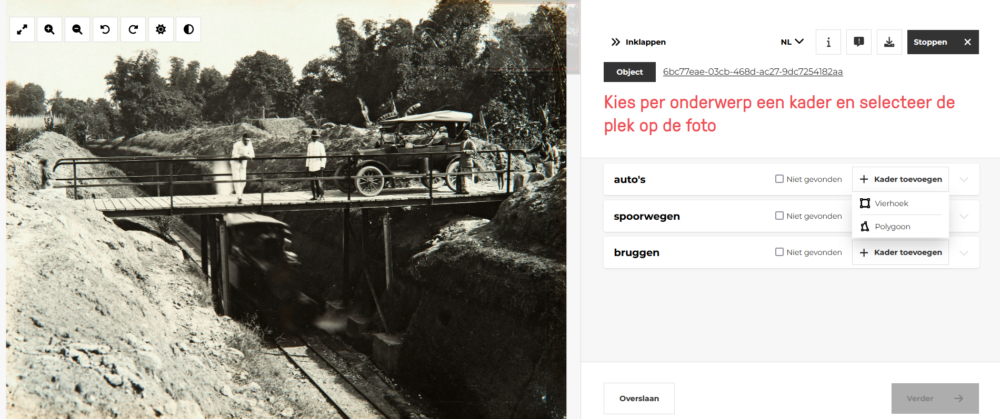 Inklappen
NL
Stoppen
Object
6bc77eae-03cb-468d-ac27-9dc7254182aa
Kies per onderwerp een kader en selecteer de
plek op de foto
auto's
Niet gevonden
Kader toevoegen
Vierhoek
Polygoon
spoorwegen
Niet gevonden
bruggen
Niet gevonden
Kader toevoegen
Overslaan
Verder